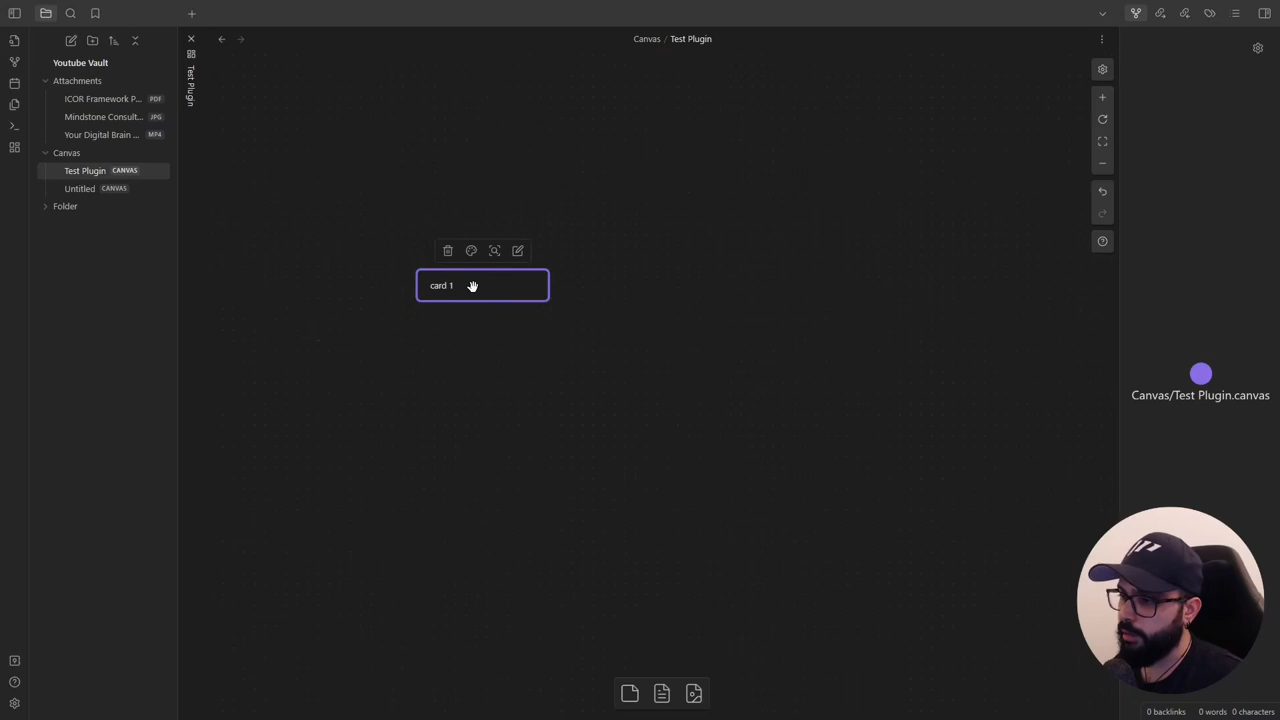 Canvas / Test Plugin
Test Plugin
Youtube Vault
Attachments
ICOR Framework P... PDF
Mindstone Consult... JPG
Your Digital Brain ... MP4
Canvas
Test Plugin CANVAS
Untitled CANVAS
Folder
card 1
Canvas/Test Plugin.canvas
0 backlinks 0 words 0 characters